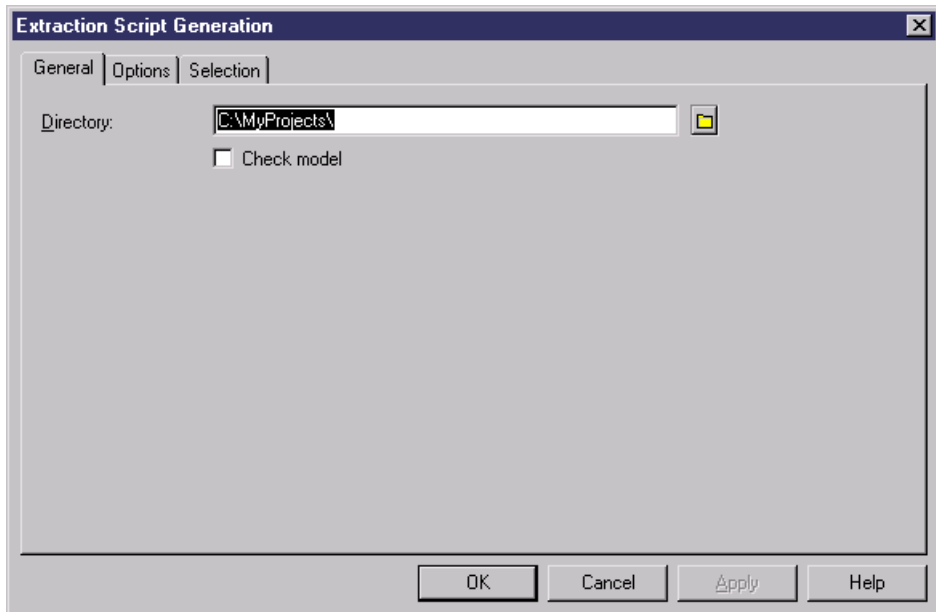 Extraction Script Generation
General Options Selection
Directory: C:\MyProjects\
Check model
OK Cancel Apply Help